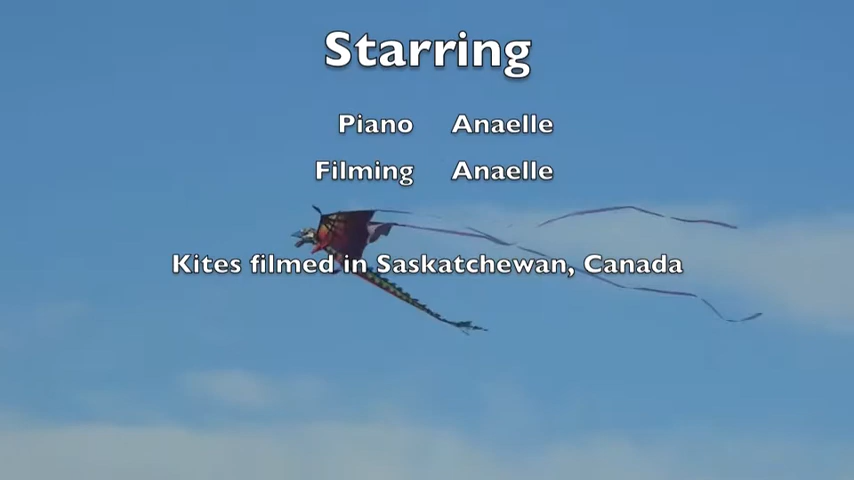 Starring
Piano Anaelle
Filming Anaelle
Kites filmed in Saskatchewan, Canada